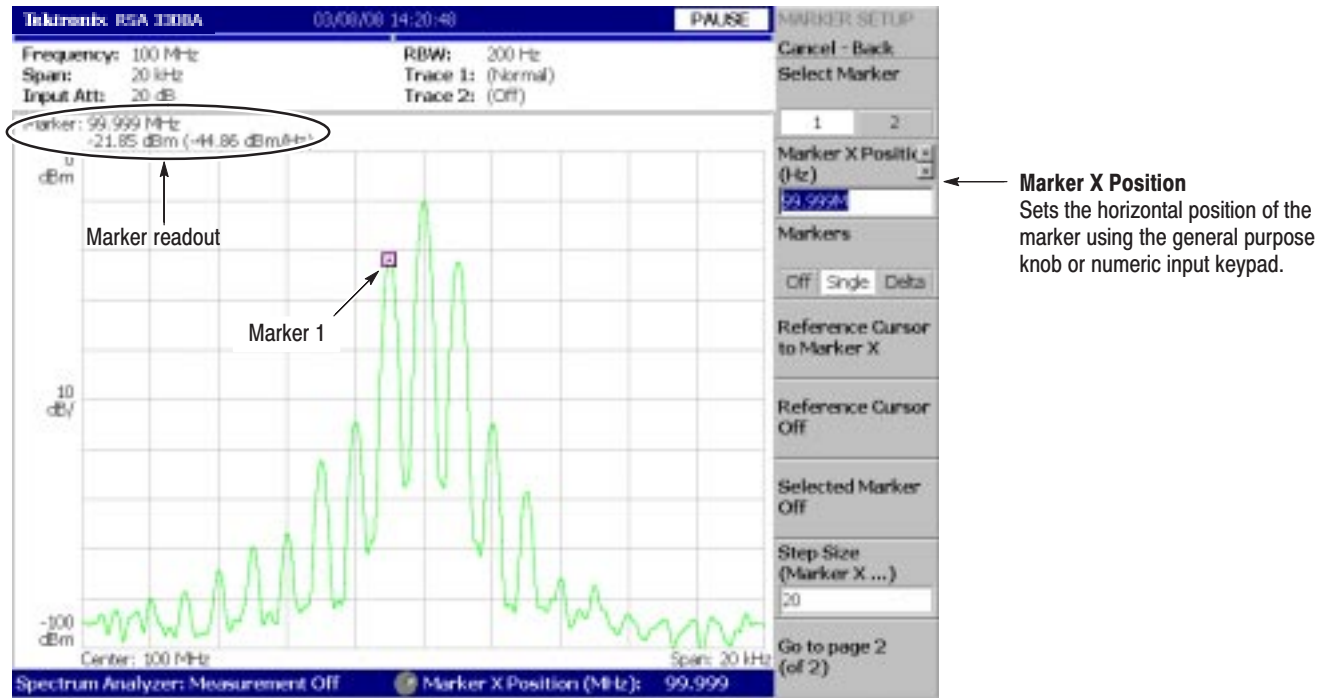 Tektronix RSA 3308A 03/08/08 14:20:48 PAUSE
Frequency: 100 MHz RBW: 200 Hz
Span: 20 kHz Trace 1: (Normal)
Input Att: 20 dB Trace 2: (Off)
Marker: 99.999 MHz
-21.85 dBm (-44.86 dBm/Hz)
0
dBm
Marker readout
Marker 1
10
dB/
-100
dBm
Center: 100 MHz Span: 20 kHz
Spectrum Analyzer: Measurement Off Marker X Position (MHz): 99.999
MARKER SETUP
Cancel - Back
Select Marker
1 2
Marker X Positio
(Hz)
99.999M
Markers
Off Single Delta
Reference Cursor
to Marker X
Reference Cursor
Off
Selected Marker
Off
Step Size
(Marker X ...)
20
Go to page 2
(of 2)
Marker X Position
Sets the horizontal position of the
marker using the general purpose
knob or numeric input keypad.